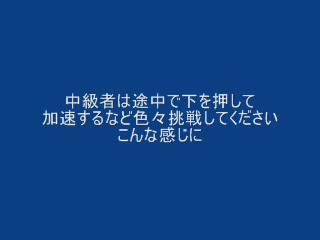 中級者は途中で下を押して
加速するなど色々挑戦してください
こんな感じに